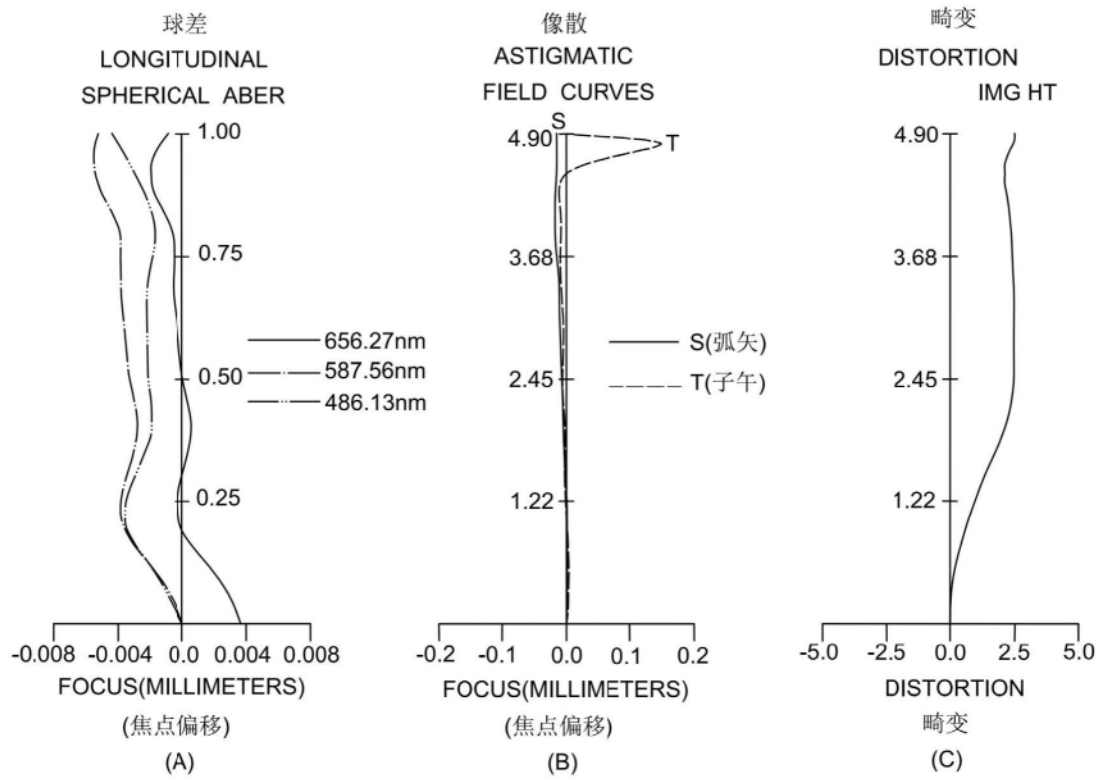 球差
LONGITUDINAL
SPHERICAL ABER
1.00
0.75
0.50
0.25
656.27nm
587.56nm
486.13nm
-0.008 -0.004 0.0 0.004 0.008
FOCUS(MILLIMETERS)
(焦点偏移)
(A)
像散
ASTIGMATIC
FIELD CURVES
S
T
4.90
3.68
2.45
1.22
S(弧矢)
T(子午)
-0.2 -0.1 0.0 0.1 0.2
FOCUS(MILLIMETERS)
(焦点偏移)
(B)
畸变
DISTORTION
IMG HT
4.90
3.68
2.45
1.22
-5.0 -2.5 0.0 2.5 5.0
DISTORTION
畸变
(C)